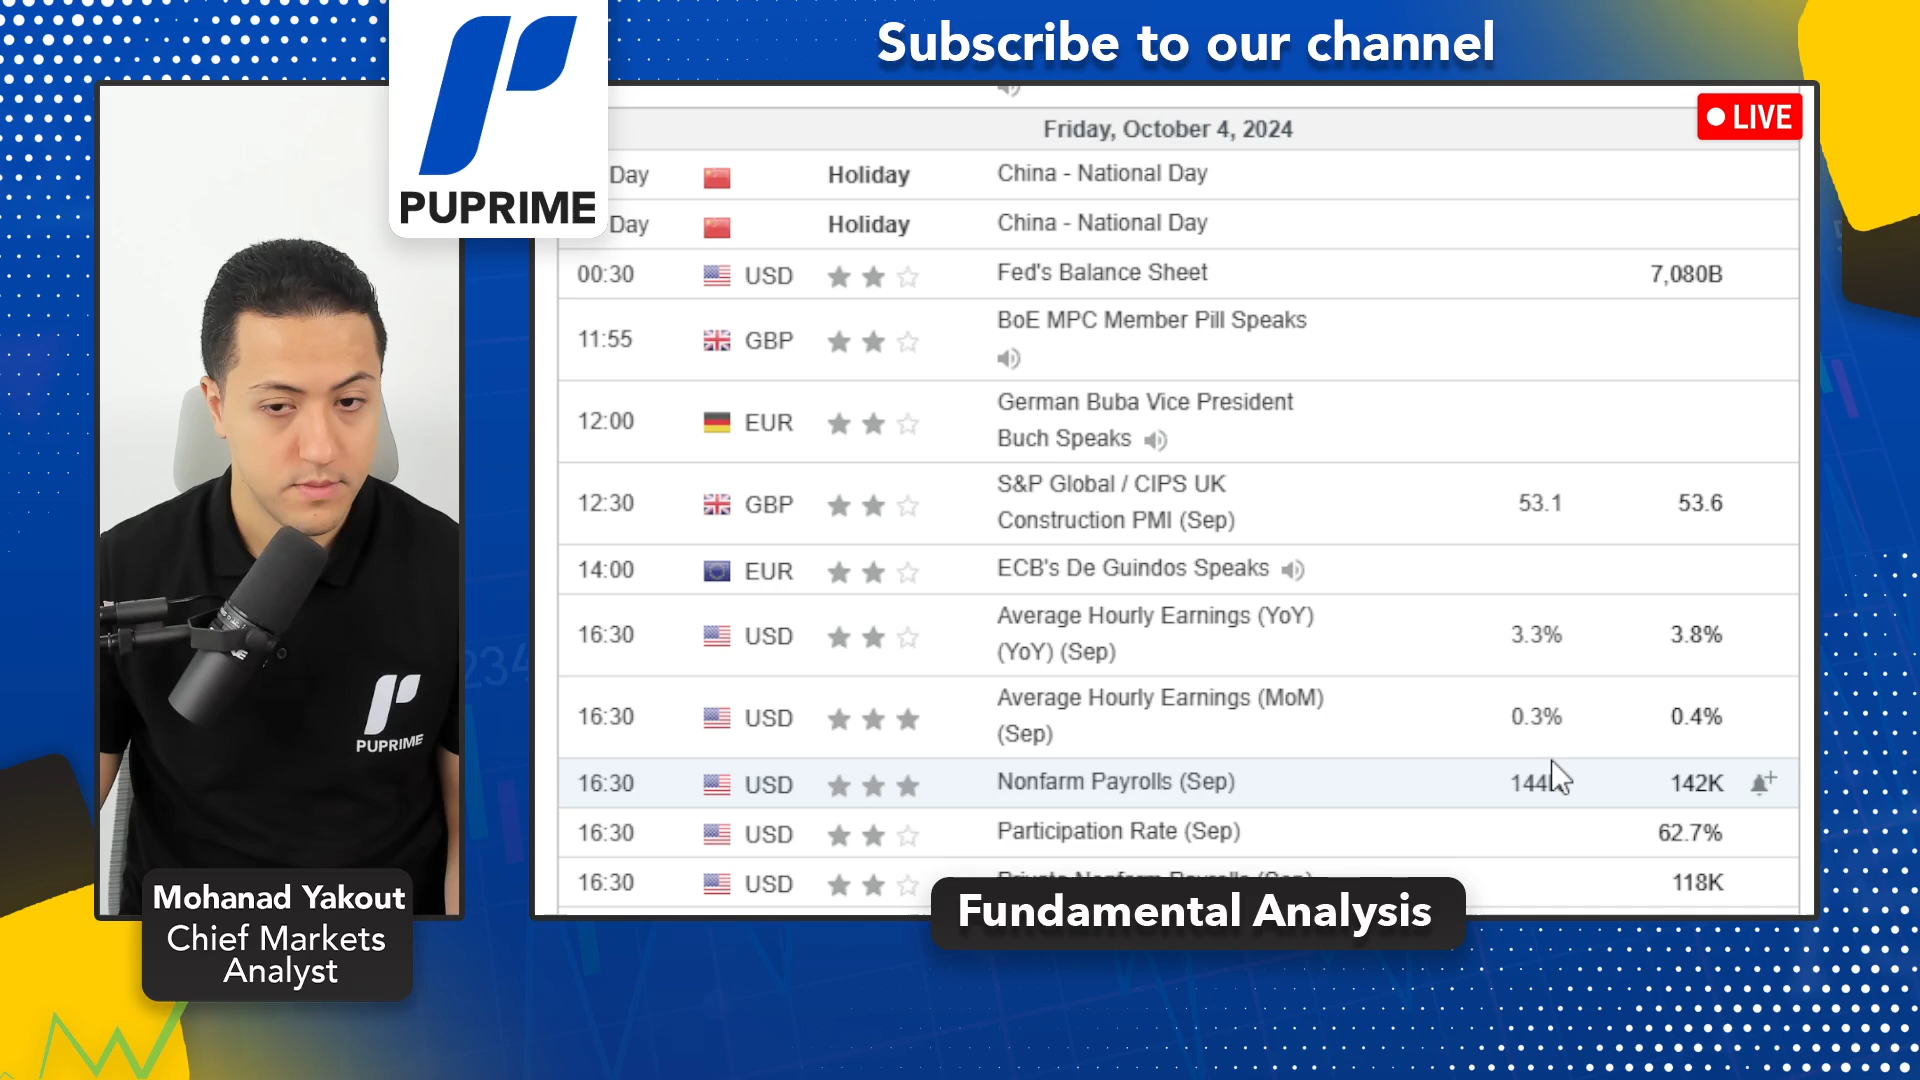 Subscribe to our channel
PUPRIME
LIVE
Friday, October 4, 2024
Day Holiday China - National Day
Day Holiday China - National Day
00:30 USD Fed's Balance Sheet 7,080B
11:55 GBP BoE MPC Member Pill Speaks
12:00 EUR German Buba Vice President
Buch Speaks
12:30 GBP S&P Global / CIPS UK
Construction PMI (Sep) 53.1 53.6
14:00 EUR ECB's De Guindos Speaks
16:30 USD Average Hourly Earnings (YoY)
(YoY) (Sep) 3.3% 3.8%
16:30 USD Average Hourly Earnings (MoM)
(Sep) 0.3% 0.4%
16:30 USD Nonfarm Payrolls (Sep) 144 142K
16:30 USD Participation Rate (Sep) 62.7%
16:30 USD 118K
Fundamental Analysis
PUPRIME
Mohanad Yakout
Chief Markets
Analyst